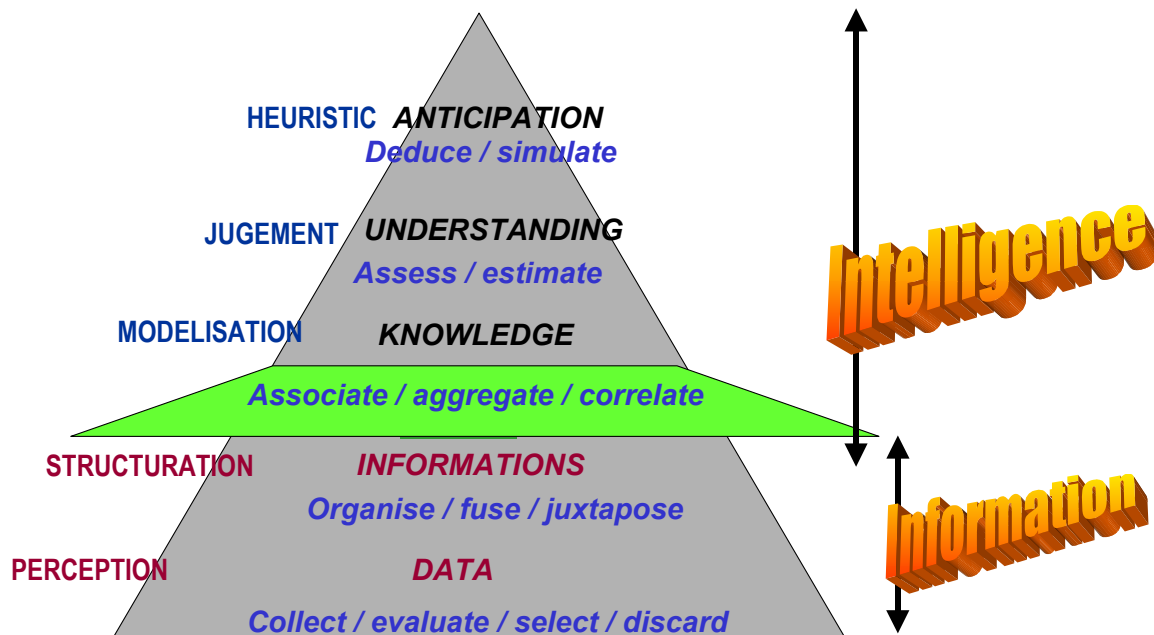 HEURISTIC ANTICIPATION
Deduce / simulate
JUGEMENT UNDERSTANDING
Assess / estimate
MODELISATION KNOWLEDGE
Associate / aggregate / correlate
STRUCTURATION INFORMATIONS
Organise / fuse / juxtapose
PERCEPTION DATA
Collect / evaluate / select / discard
Intelligence
Information